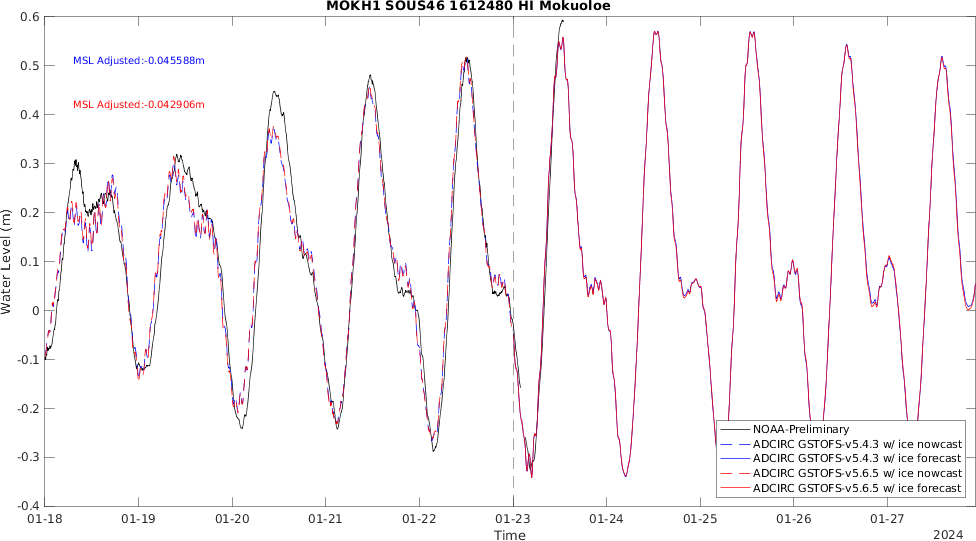 MOKH1 SOUS46 1612480 HI Mokuoloe
MSL Adjusted:-0.045588m
MSL Adjusted:-0.042906m
Water Level (m)
0.6
0.5
0.4
0.3
0.2
0.1
0
-0.1
-0.2
-0.3
-0.4
NOAA-Preliminary
ADCIRC GSTOFS-v5.4.3 w/ ice nowcast
ADCIRC GSTOFS-v5.4.3 w/ ice forecast
ADCIRC GSTOFS-v5.6.5 w/ ice nowcast
ADCIRC GSTOFS-v5.6.5 w/ ice forecast
01-18 01-19 01-20 01-21 01-22 01-23 01-24 01-25 01-26 01-27
Time
2024